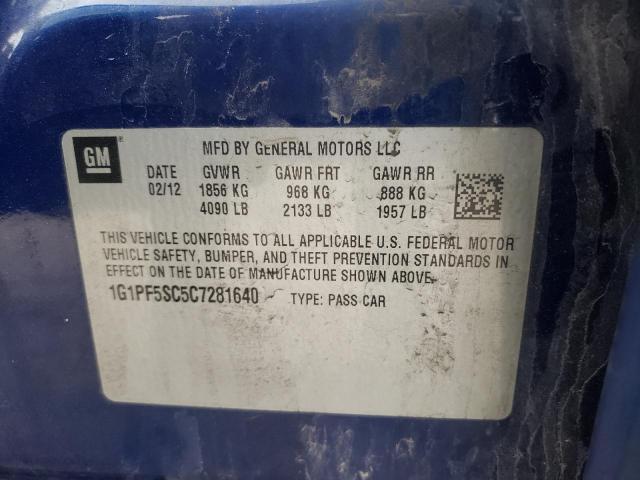 GM
MFD BY GENERAL MOTORS LLC
DATE GVWR GAWR FRT GAWR RR
02/12 1856 KG 968 KG 888 KG
4090 LB 2133 LB 1957 LB
THIS VEHICLE CONFORMS TO ALL APPLICABLE U.S. FEDERAL MOTOR
VEHICLE SAFETY, BUMPER, AND THEFT PREVENTION STANDARDS IN
EFFECT ON THE DATE OF MANUFACTURE SHOWN ABOVE.
1G1PF5SC5C7281640 - TYPE: PASS CAR